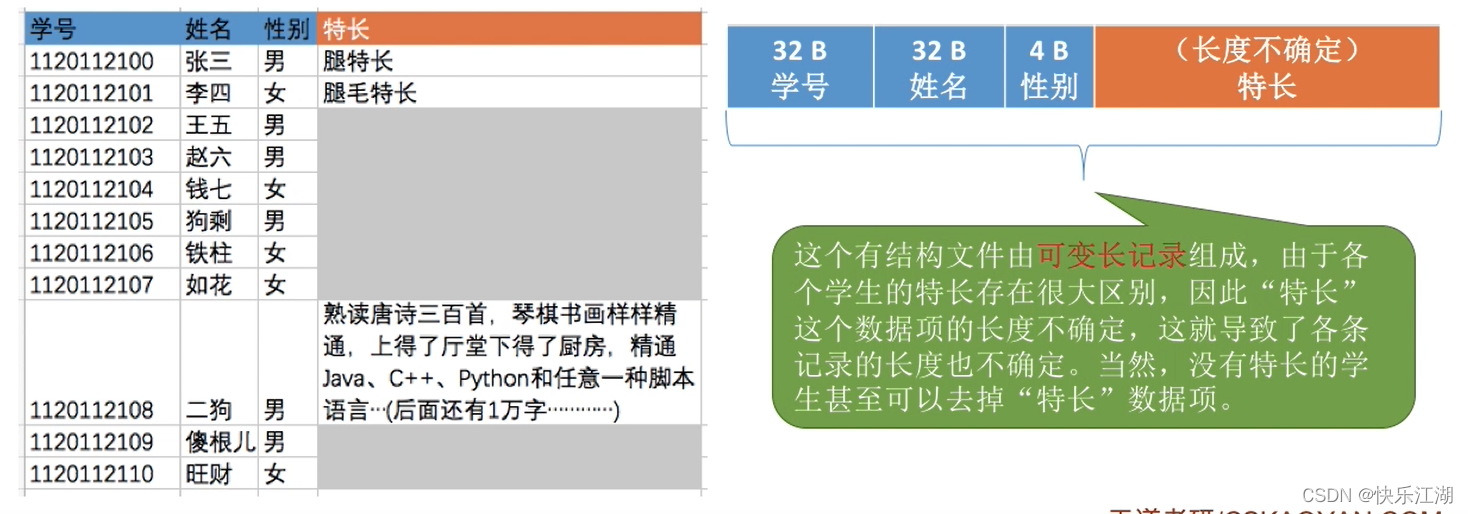 学号 姓名 性别 特长
1120112100 张三 男 腿特长
1120112101 李四 女 腿毛特长
1120112102 王五 男
1120112103 赵六 男
1120112104 钱七 女
1120112105 狗剩 男
1120112106 铁柱 女
1120112107 如花 女
熟读唐诗三百首，琴棋书画样样精
通，上得了厅堂下得了厨房，精通
Java、C++、Python和任意一种脚本
1120112108 二狗 男 语言…(后面还有1万字…………)
1120112109 傻根儿 男
1120112110 旺财 女
32 B 32 B 4 B （长度不确定）
学号 姓名 性别 特长
这个有结构文件由可变长记录组成，由于各
个学生的特长存在很大区别，因此“特长”
这个数据项的长度不确定，这就导致了各条
记录的长度也不确定。当然，没有特长的学
生甚至可以去掉“特长”数据项。
CSDN @快乐江湖